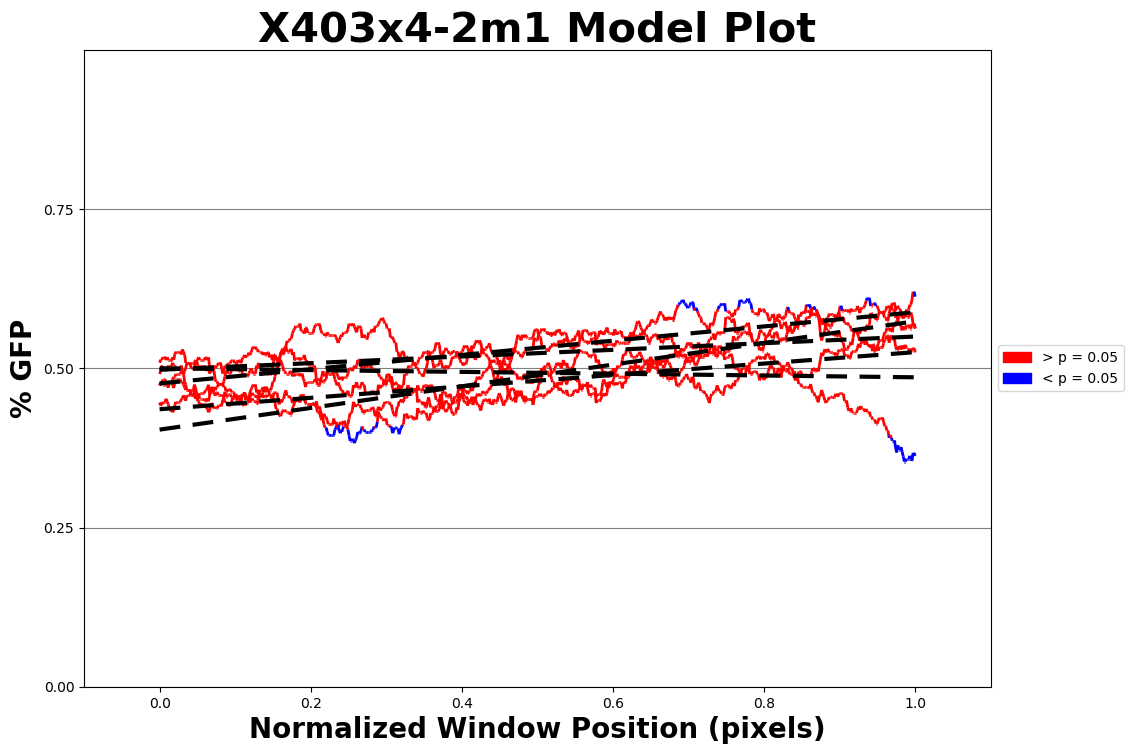 X403x4-2m1 Model Plot
% GFP
0.75
0.50
0.25
0.00
0.0 0.2 0.4 0.6 0.8 1.0
Normalized Window Position (pixels)
> p = 0.05
< p = 0.05